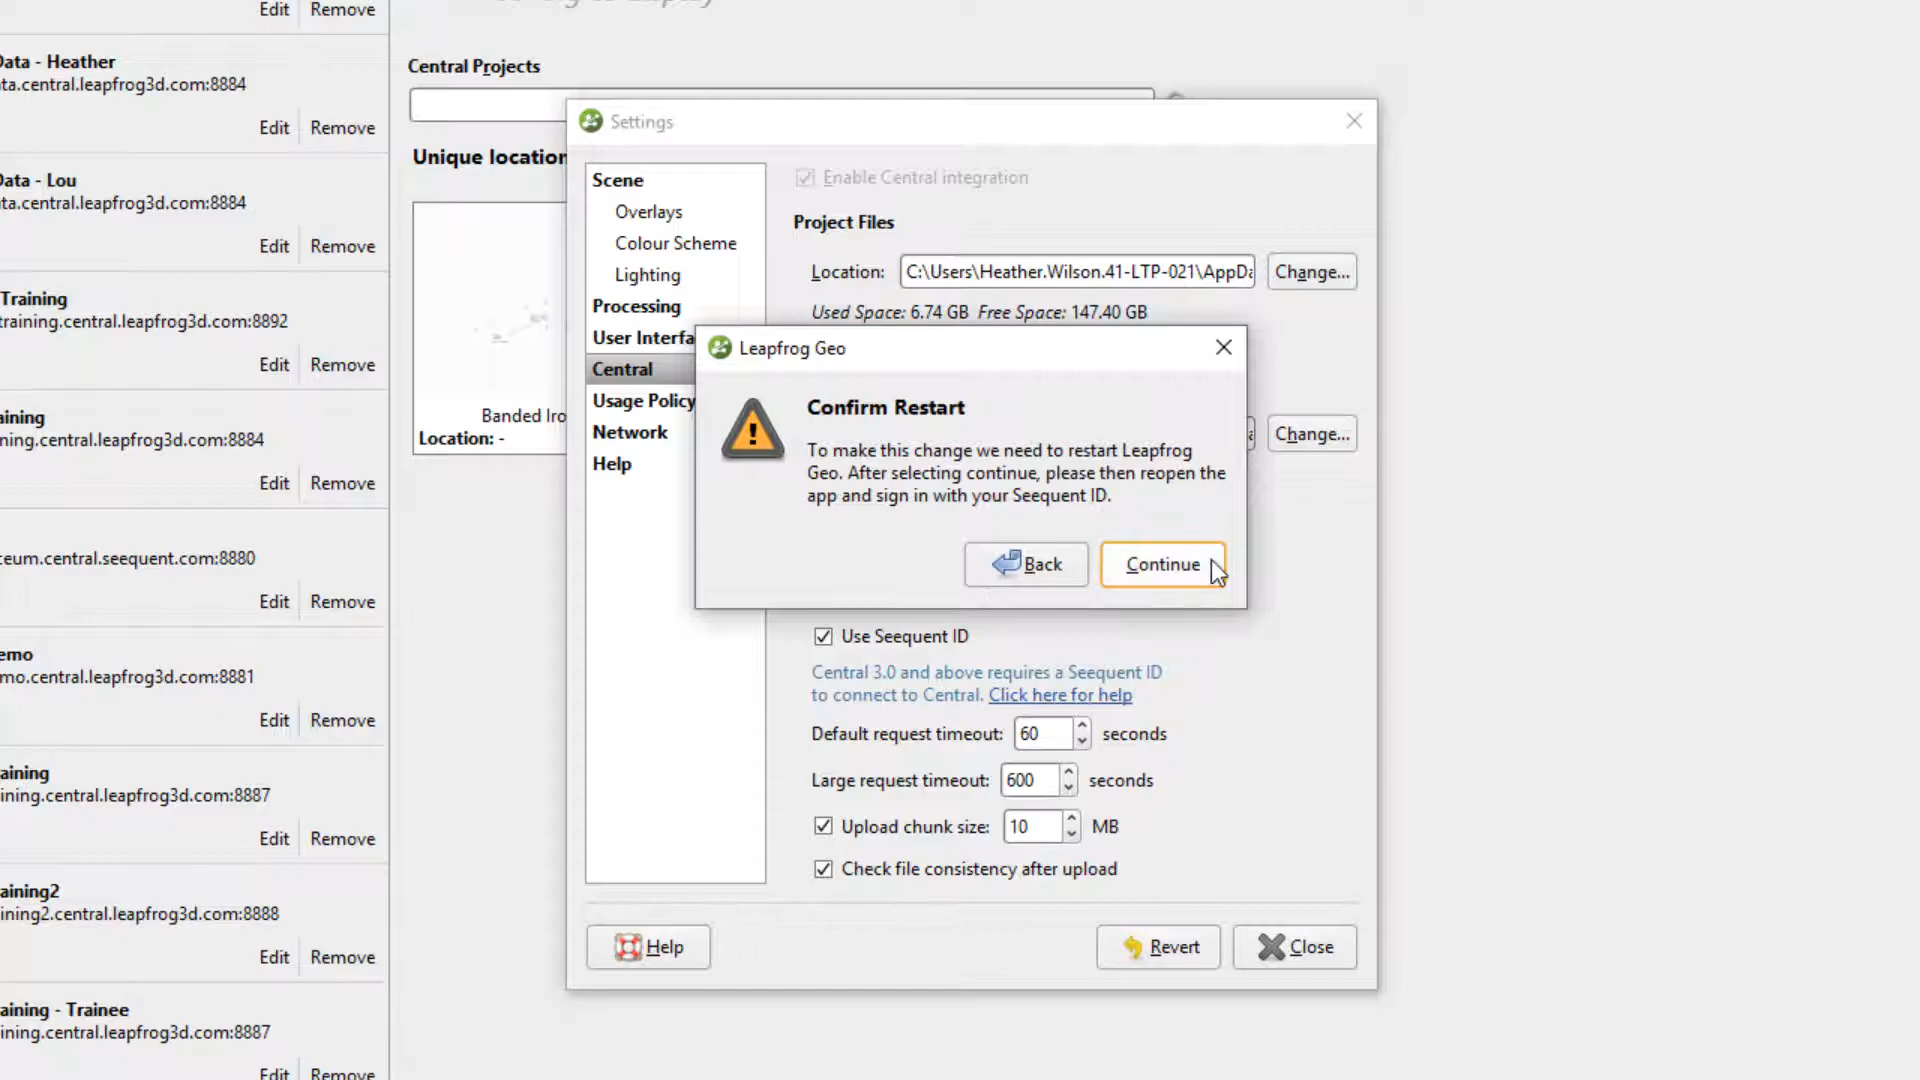 Edit Remove
Data - Heather
ta.central.leapfrog3d.com:8884
Edit Remove
Data - Lou
ta.central.leapfrog3d.com:8884
Edit Remove
Training
training.central.leapfrog3d.com:8892
Edit Remove
aining
ning.central.leapfrog3d.com:8884
Edit Remove
ceum.central.seequent.com:8880
Edit Remove
emo
mo.central.leapfrog3d.com:8881
Edit Remove
aining
ining.central.leapfrog3d.com:8887
Edit Remove
aining2
ining2.central.leapfrog3d.com:8888
Edit Remove
aining - Trainee
ining.central.leapfrog3d.com:8887
Edit Remove
Central Projects
Unique location
Banded Iro
Location: -
Settings
Scene
Overlays
Colour Scheme
Lighting
Processing
User Interfa
Central
Usage Policy
Network
Help
Enable Central integration
Project Files
Location: C:\Users\Heather.Wilson.41-LTP-021\AppDa Change...
Used Space: 6.74 GB Free Space: 147.40 GB
Change...
Leapfrog Geo
Confirm Restart
To make this change we need to restart Leapfrog
Geo. After selecting continue, please then reopen the
app and sign in with your Seequent ID.
Back Continue
Use Seequent ID
Central 3.0 and above requires a Seequent ID
to connect to Central. Click here for help
Default request timeout: 60 seconds
Large request timeout: 600 seconds
Upload chunk size: 10 MB
Check file consistency after upload
Help Revert Close